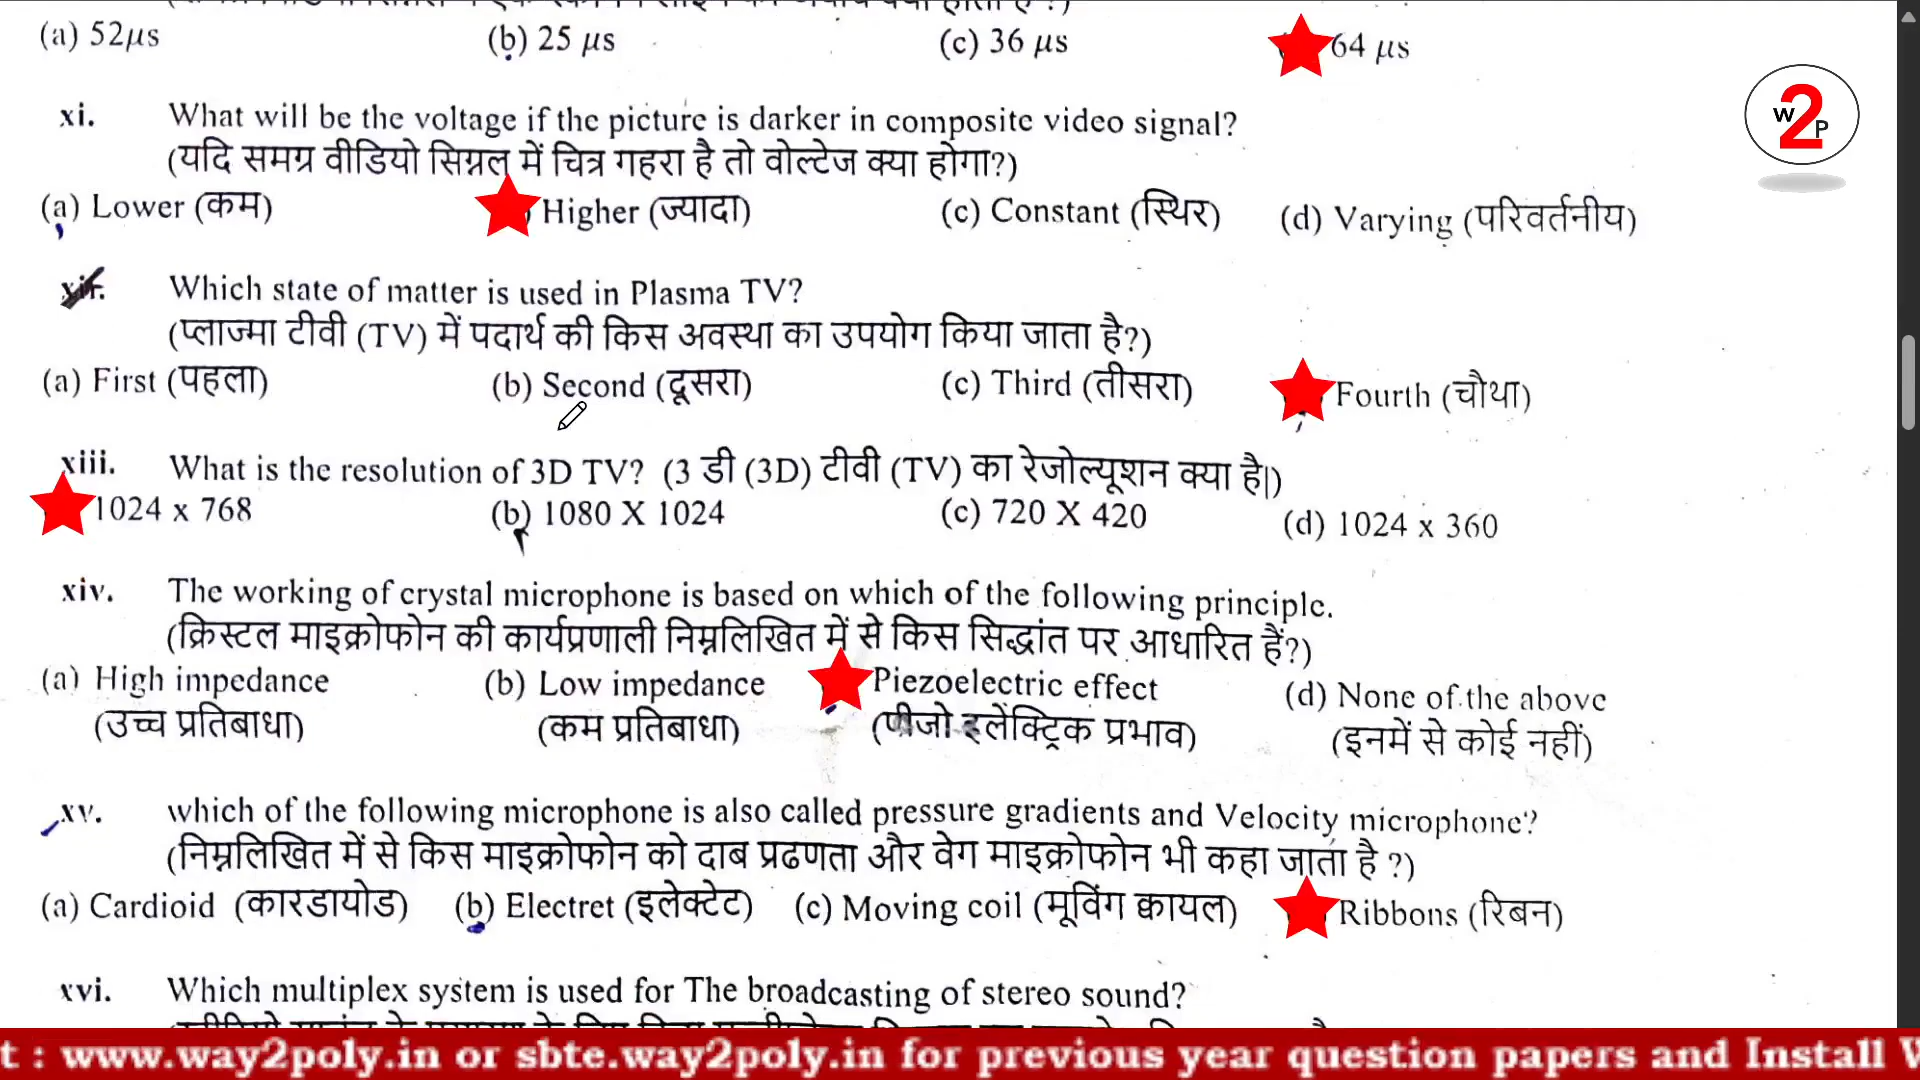 (a) 52μs (b) 25 μs (c) 36 μs 64 μs
xi. What will be the voltage if the picture is darker in composite video signal?
(यदि समग्र वीडियो सिग्नल में चित्र गहरा है तो वोल्टेज क्या होगा?)
(a) Lower (कम) Higher (ज्यादा) (c) Constant (स्थिर) (d) Varying (परिवर्तनीय)
W2P
xii. Which state of matter is used in Plasma TV?
(प्लाज्मा टीवी (TV) में पदार्थ की किस अवस्था का उपयोग किया जाता है?)
(a) First (पहला) (b) Second (दूसरा) (c) Third (तीसरा) Fourth (चौथा)
xiii. What is the resolution of 3D TV? (3 डी (3D) टीवी (TV) का रेजोल्यूशन क्या है|)
1024 x 768 (b) 1080 X 1024 (c) 720 X 420 (d) 1024 x 360
xiv. The working of crystal microphone is based on which of the following principle.
(क्रिस्टल माइक्रोफोन की कार्यप्रणाली निम्नलिखित में से किस सिद्धांत पर आधारित हैं?)
(a) High impedance (b) Low impedance Piezoelectric effect (d) None of the above
(उच्च प्रतिबाधा) (कम प्रतिबाधा) (पीजो इलेक्ट्रिक प्रभाव) (इनमें से कोई नहीं)
xv. which of the following microphone is also called pressure gradients and Velocity microphone?
(निम्नलिखित में से किस माइक्रोफोन को दाब प्रढणता और वेग माइक्रोफोन भी कहा जाता है ?)
(a) Cardioid (कारडायोड) (b) Electret (इलेक्टेट) (c) Moving coil (मूविंग क्वायल) Ribbons (रिबन)
xvi. Which multiplex system is used for The broadcasting of stereo sound?
t : www.way2poly.in or sbte.way2poly.in for previous year question papers and Install